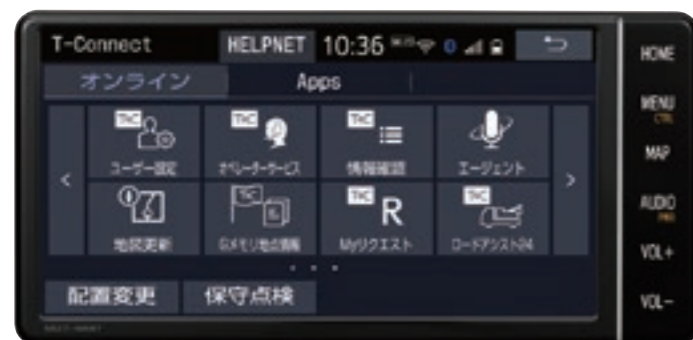 T-Connect HELPNET 10:36
オンライン Apps
ユーザー設定 オペレーターサービス 情報確認 エージェント
地図更新 Gメモリ地点情報 Myリクエスト ロードアシスト24
配置変更 保守点検
HOME
MENU
CTRL
MAP
AUDIO
PWR
VOL+
VOL-